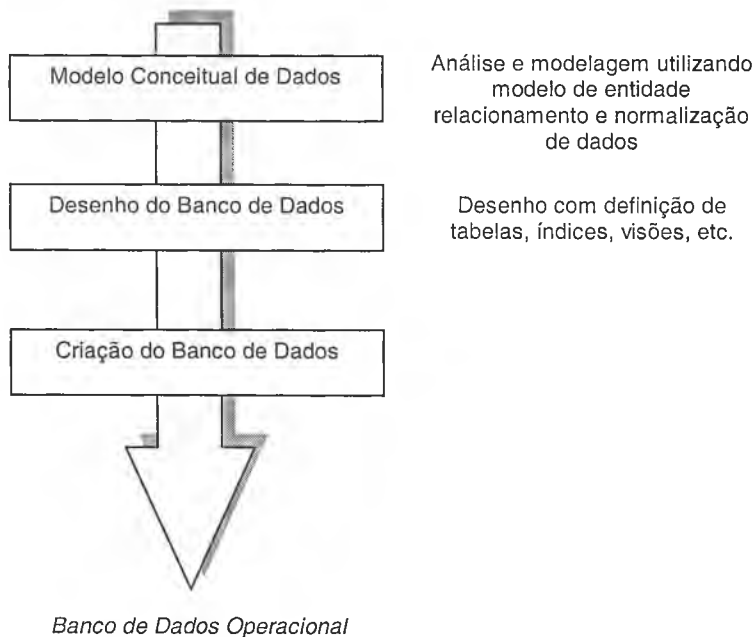 Modelo Conceitual de Dados
Análise e modelagem utilizando
modelo de entidade
relacionamento e normalização
de dados
Desenho do Banco de Dados
Desenho com definição de
tabelas, índices, visões, etc.
Criação do Banco de Dados
Banco de Dados Operacional